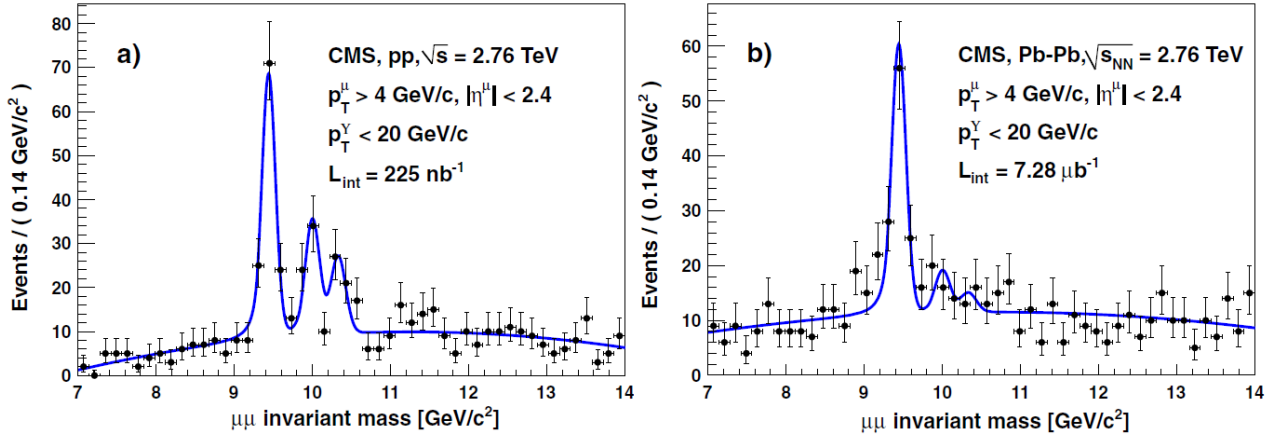 a)
CMS, pp,√s = 2.76 TeV
p_T^μ > 4 GeV/c, |η^μ| < 2.4
p_T^Υ < 20 GeV/c
L_int = 225 nb⁻¹
Events / ( 0.14 GeV/c² )
80
70
60
50
40
30
20
10
0
7 8 9 10 11 12 13 14
μμ invariant mass [GeV/c²]
b)
CMS, Pb-Pb,√s_NN = 2.76 TeV
p_T^μ > 4 GeV/c, |η^μ| < 2.4
p_T^Υ < 20 GeV/c
L_int = 7.28 μb⁻¹
Events / ( 0.14 GeV/c² )
60
50
40
30
20
10
0
7 8 9 10 11 12 13 14
μμ invariant mass [GeV/c²]